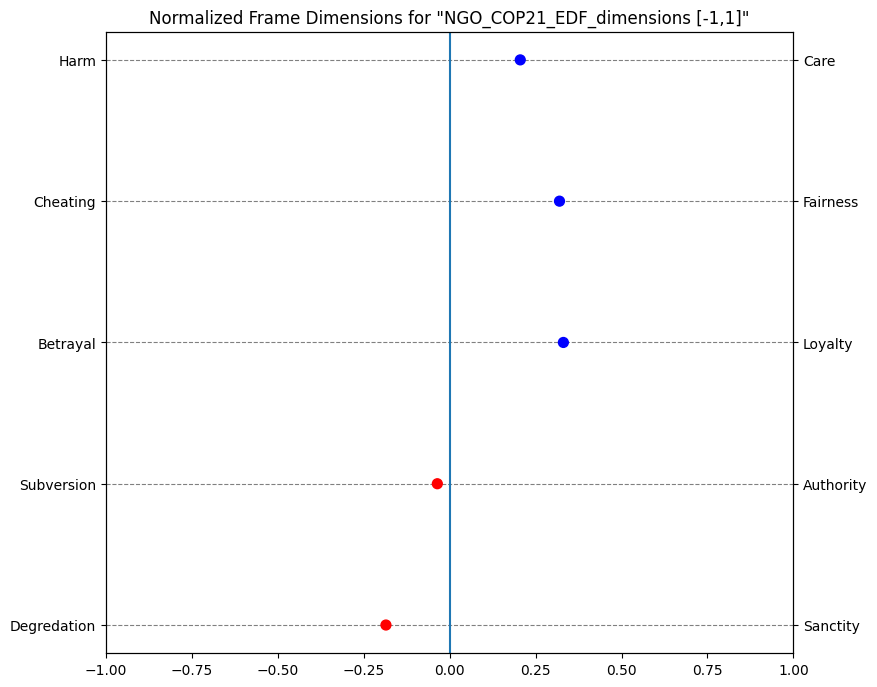 Normalized Frame Dimensions for "NGO_COP21_EDF_dimensions [-1,1]"
Harm
Care
Cheating
Fairness
Betrayal
Loyalty
Subversion
Authority
Degredation
Sanctity
−1.00 −0.75 −0.50 −0.25 0.00 0.25 0.50 0.75 1.00